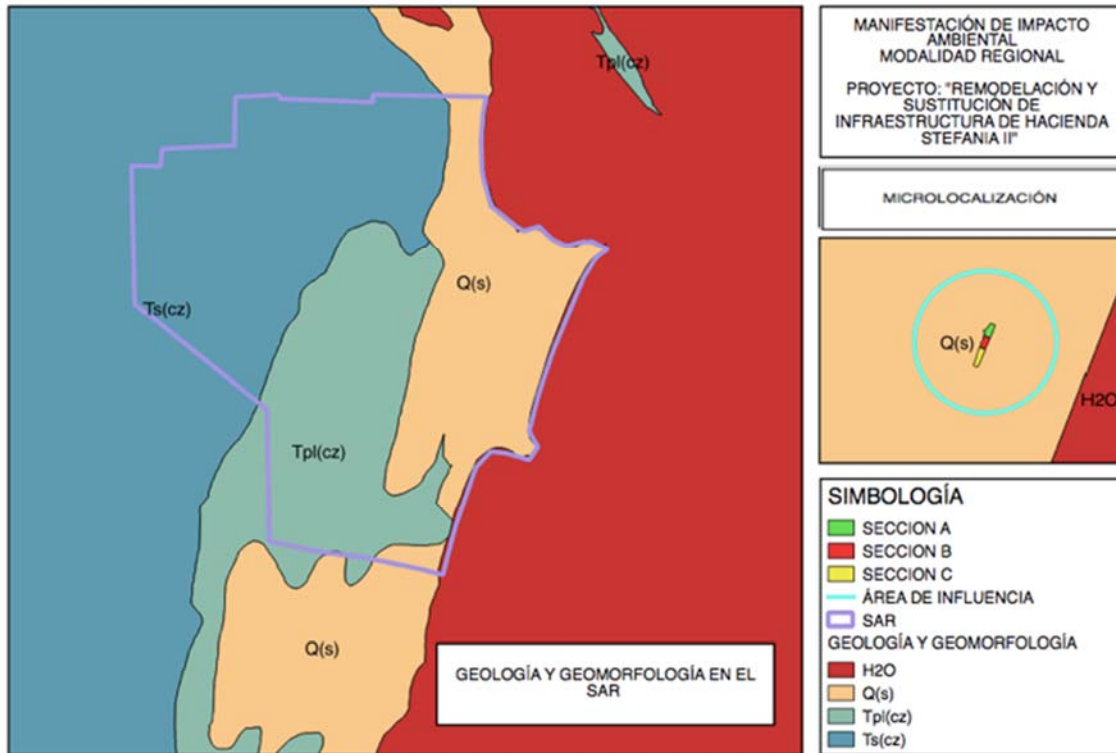 Tpl(cz)
Q(s)
Ts(cz)
Tpl(cz)
Q(s)
GEOLOGÍA Y GEOMORFOLOGÍA EN EL
SAR
MANIFESTACIÓN DE IMPACTO
AMBIENTAL
MODALIDAD REGIONAL
PROYECTO: "REMODELACIÓN Y
SUSTITUCIÓN DE
INFRAESTRUCTURA DE HACIENDA
STEFANIA II"
MICROLOCALIZACIÓN
Q(s)
H2O
SIMBOLOGÍA
SECCION A
SECCION B
SECCION C
ÁREA DE INFLUENCIA
SAR
GEOLOGÍA Y GEOMORFOLOGÍA
H2O
Q(s)
Tpl(cz)
Ts(cz)